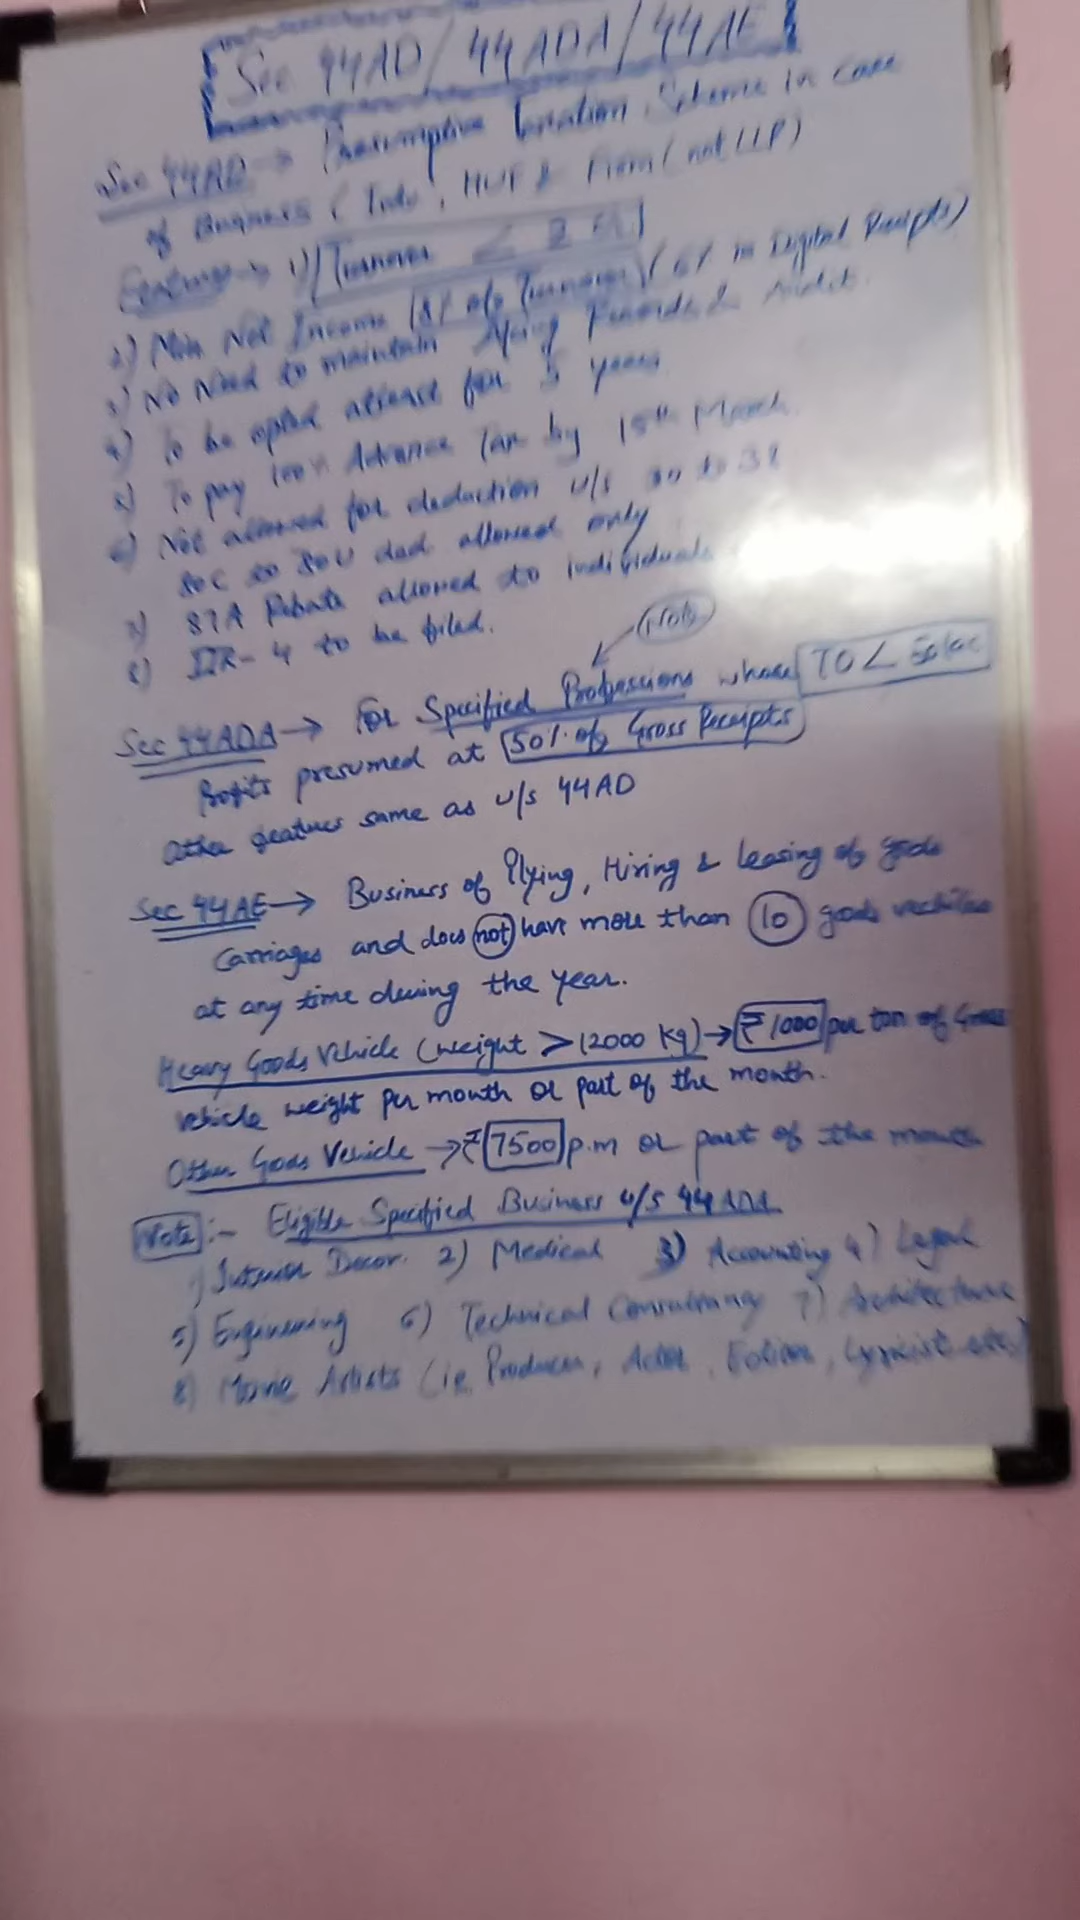 Sec 44AD/44ADA/44AE
Sec 44AD → Presumptive Taxation Scheme in case
of Business (Indv, HUF & Firm (not LLP)
Features → 1) Turnover < 2 Cr
2) Min Net Income 8% of Turnover (6% in Digital Receipts)
3) No Need to maintain Records & Audit.
4) To be opted atleast for 5 years
5) To pay 100% Advance Tax by 15th March
6) Not allowed for deduction u/s 30 to 38
80C to 80U ded allowed only
7) 87A Rebate allowed to individuals
8) ITR-4 to be filed.
Note
Sec 44ADA → For Specified Professions whose TO < 50 lac
Profits presumed at 50% of Gross Receipts
Other features same as u/s 44AD
Sec 44AE → Business of Plying, Hiring & Leasing of goods
Carriages and does not have more than 10 goods vechiles
at any time during the year.
Heavy Goods Vehicle (weight > 12000 Kg) → ₹ 1000 per ton of Gross
vehicle weight per month or part of the month.
Other Goods Vehicle → ₹ 7500 p.m or part of the month
Note :- Eligible Specified Business u/s 44ADA
1) Interior Decor. 2) Medical 3) Accounting 4) Legal
5) Engineering 6) Technical Consultancy 7) Architecture
8) Movie Artists (ie Producer, Actor, Editor, Lyricist etc)